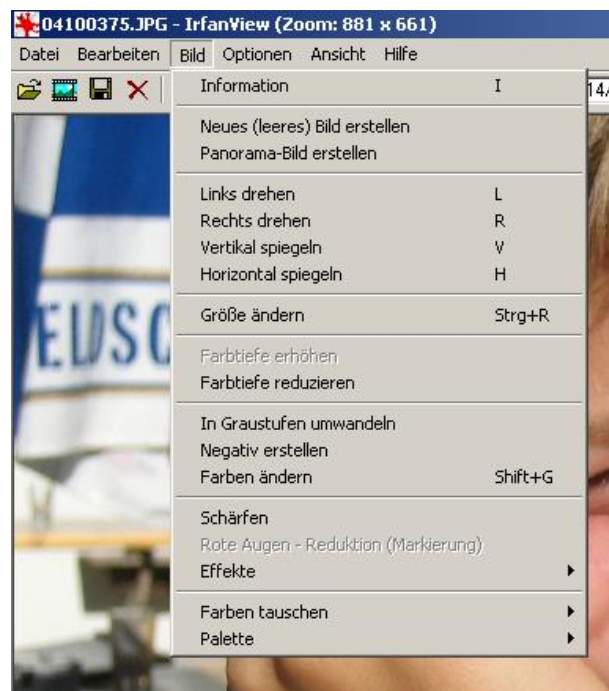 04100375.JPG - IrfanView (Zoom: 881 x 661)
Datei Bearbeiten Bild Optionen Ansicht Hilfe
14/
Information I
Neues (leeres) Bild erstellen
Panorama-Bild erstellen
Links drehen L
Rechts drehen R
Vertikal spiegeln V
Horizontal spiegeln H
Größe ändern Strg+R
Farbtiefe erhöhen
Farbtiefe reduzieren
In Graustufen umwandeln
Negativ erstellen
Farben ändern Shift+G
Schärfen
Rote Augen - Reduktion (Markierung)
Effekte
Farben tauschen
Palette
ELDSC